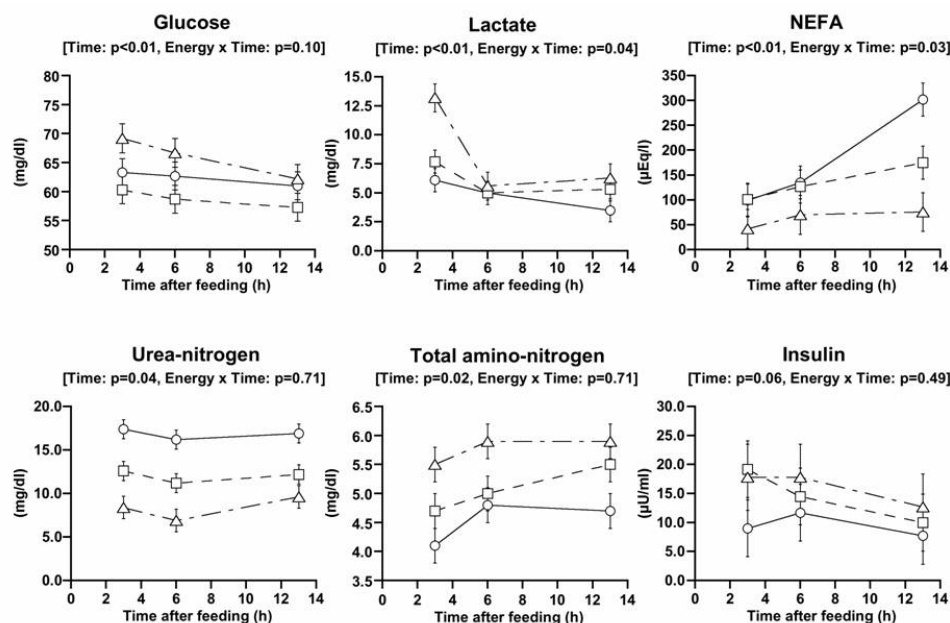 Glucose
[Time: p<0.01, Energy x Time: p=0.10]
80
75
70
65
60
55
50
(mg/dl)
0 2 4 6 8 10 12 14
Time after feeding (h)
Lactate
[Time: p<0.01, Energy x Time: p=0.04]
15.0
12.5
10.0
7.5
5.0
2.5
0.0
(mg/dl)
0 2 4 6 8 10 12 14
Time after feeding (h)
NEFA
[Time: p<0.01, Energy x Time: p=0.03]
350
300
250
200
150
100
50
0
(µEq/l)
0 2 4 6 8 10 12 14
Time after feeding (h)
Urea-nitrogen
[Time: p=0.04, Energy x Time: p=0.71]
20.0
15.0
10.0
5.0
0.0
(mg/dl)
0 2 4 6 8 10 12 14
Time after feeding (h)
Total amino-nitrogen
[Time: p=0.02, Energy x Time: p=0.71]
6.5
6.0
5.5
5.0
4.5
4.0
3.5
(mg/dl)
0 2 4 6 8 10 12 14
Time after feeding (h)
Insulin
[Time: p=0.06, Energy x Time: p=0.49]
30.0
25.0
20.0
15.0
10.0
5.0
0.0
(µU/ml)
0 2 4 6 8 10 12 14
Time after feeding (h)